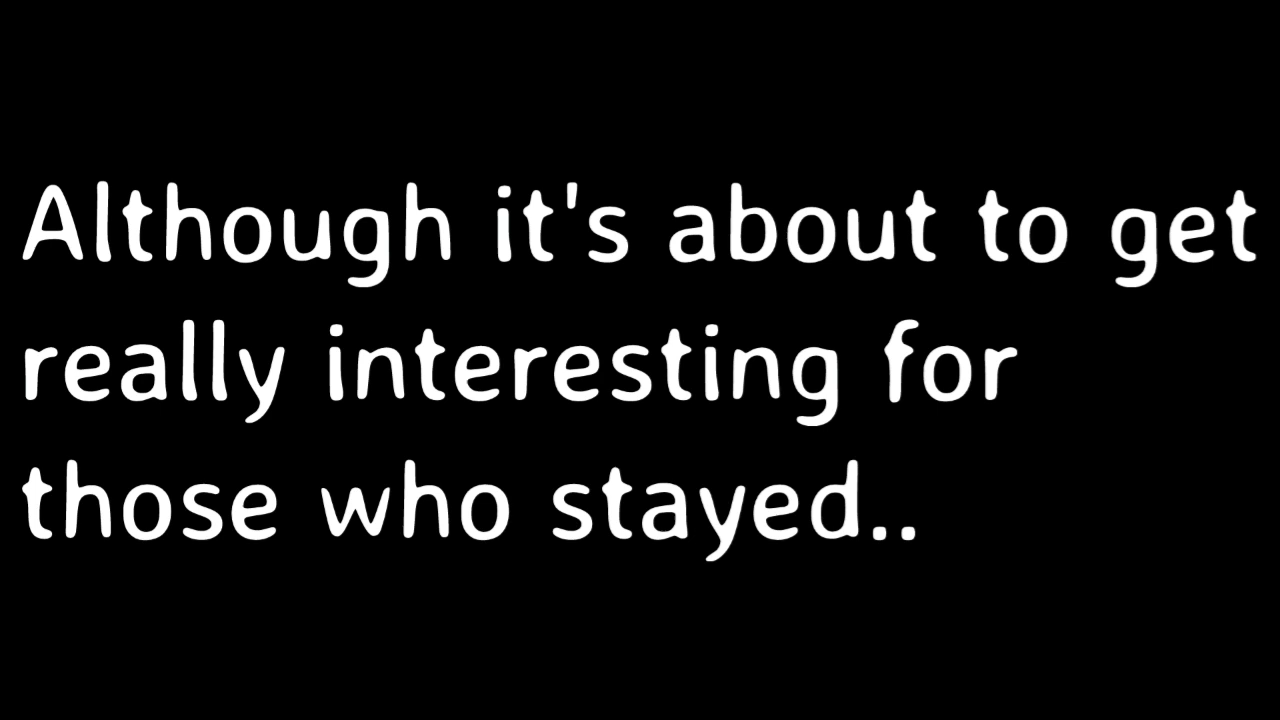 Although it's about to get
really interesting for
those who stayed..